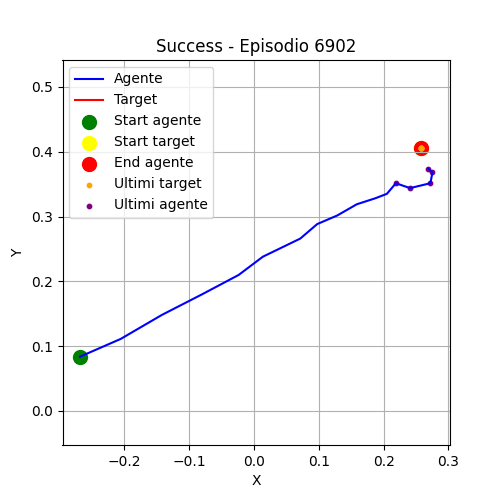 Success - Episodio 6902
Agente
Target
Start agente
Start target
End agente
Ultimi target
Ultimi agente
Y
0.5
0.4
0.3
0.2
0.1
0.0
−0.2
−0.1
0.0
0.1
0.2
0.3
X